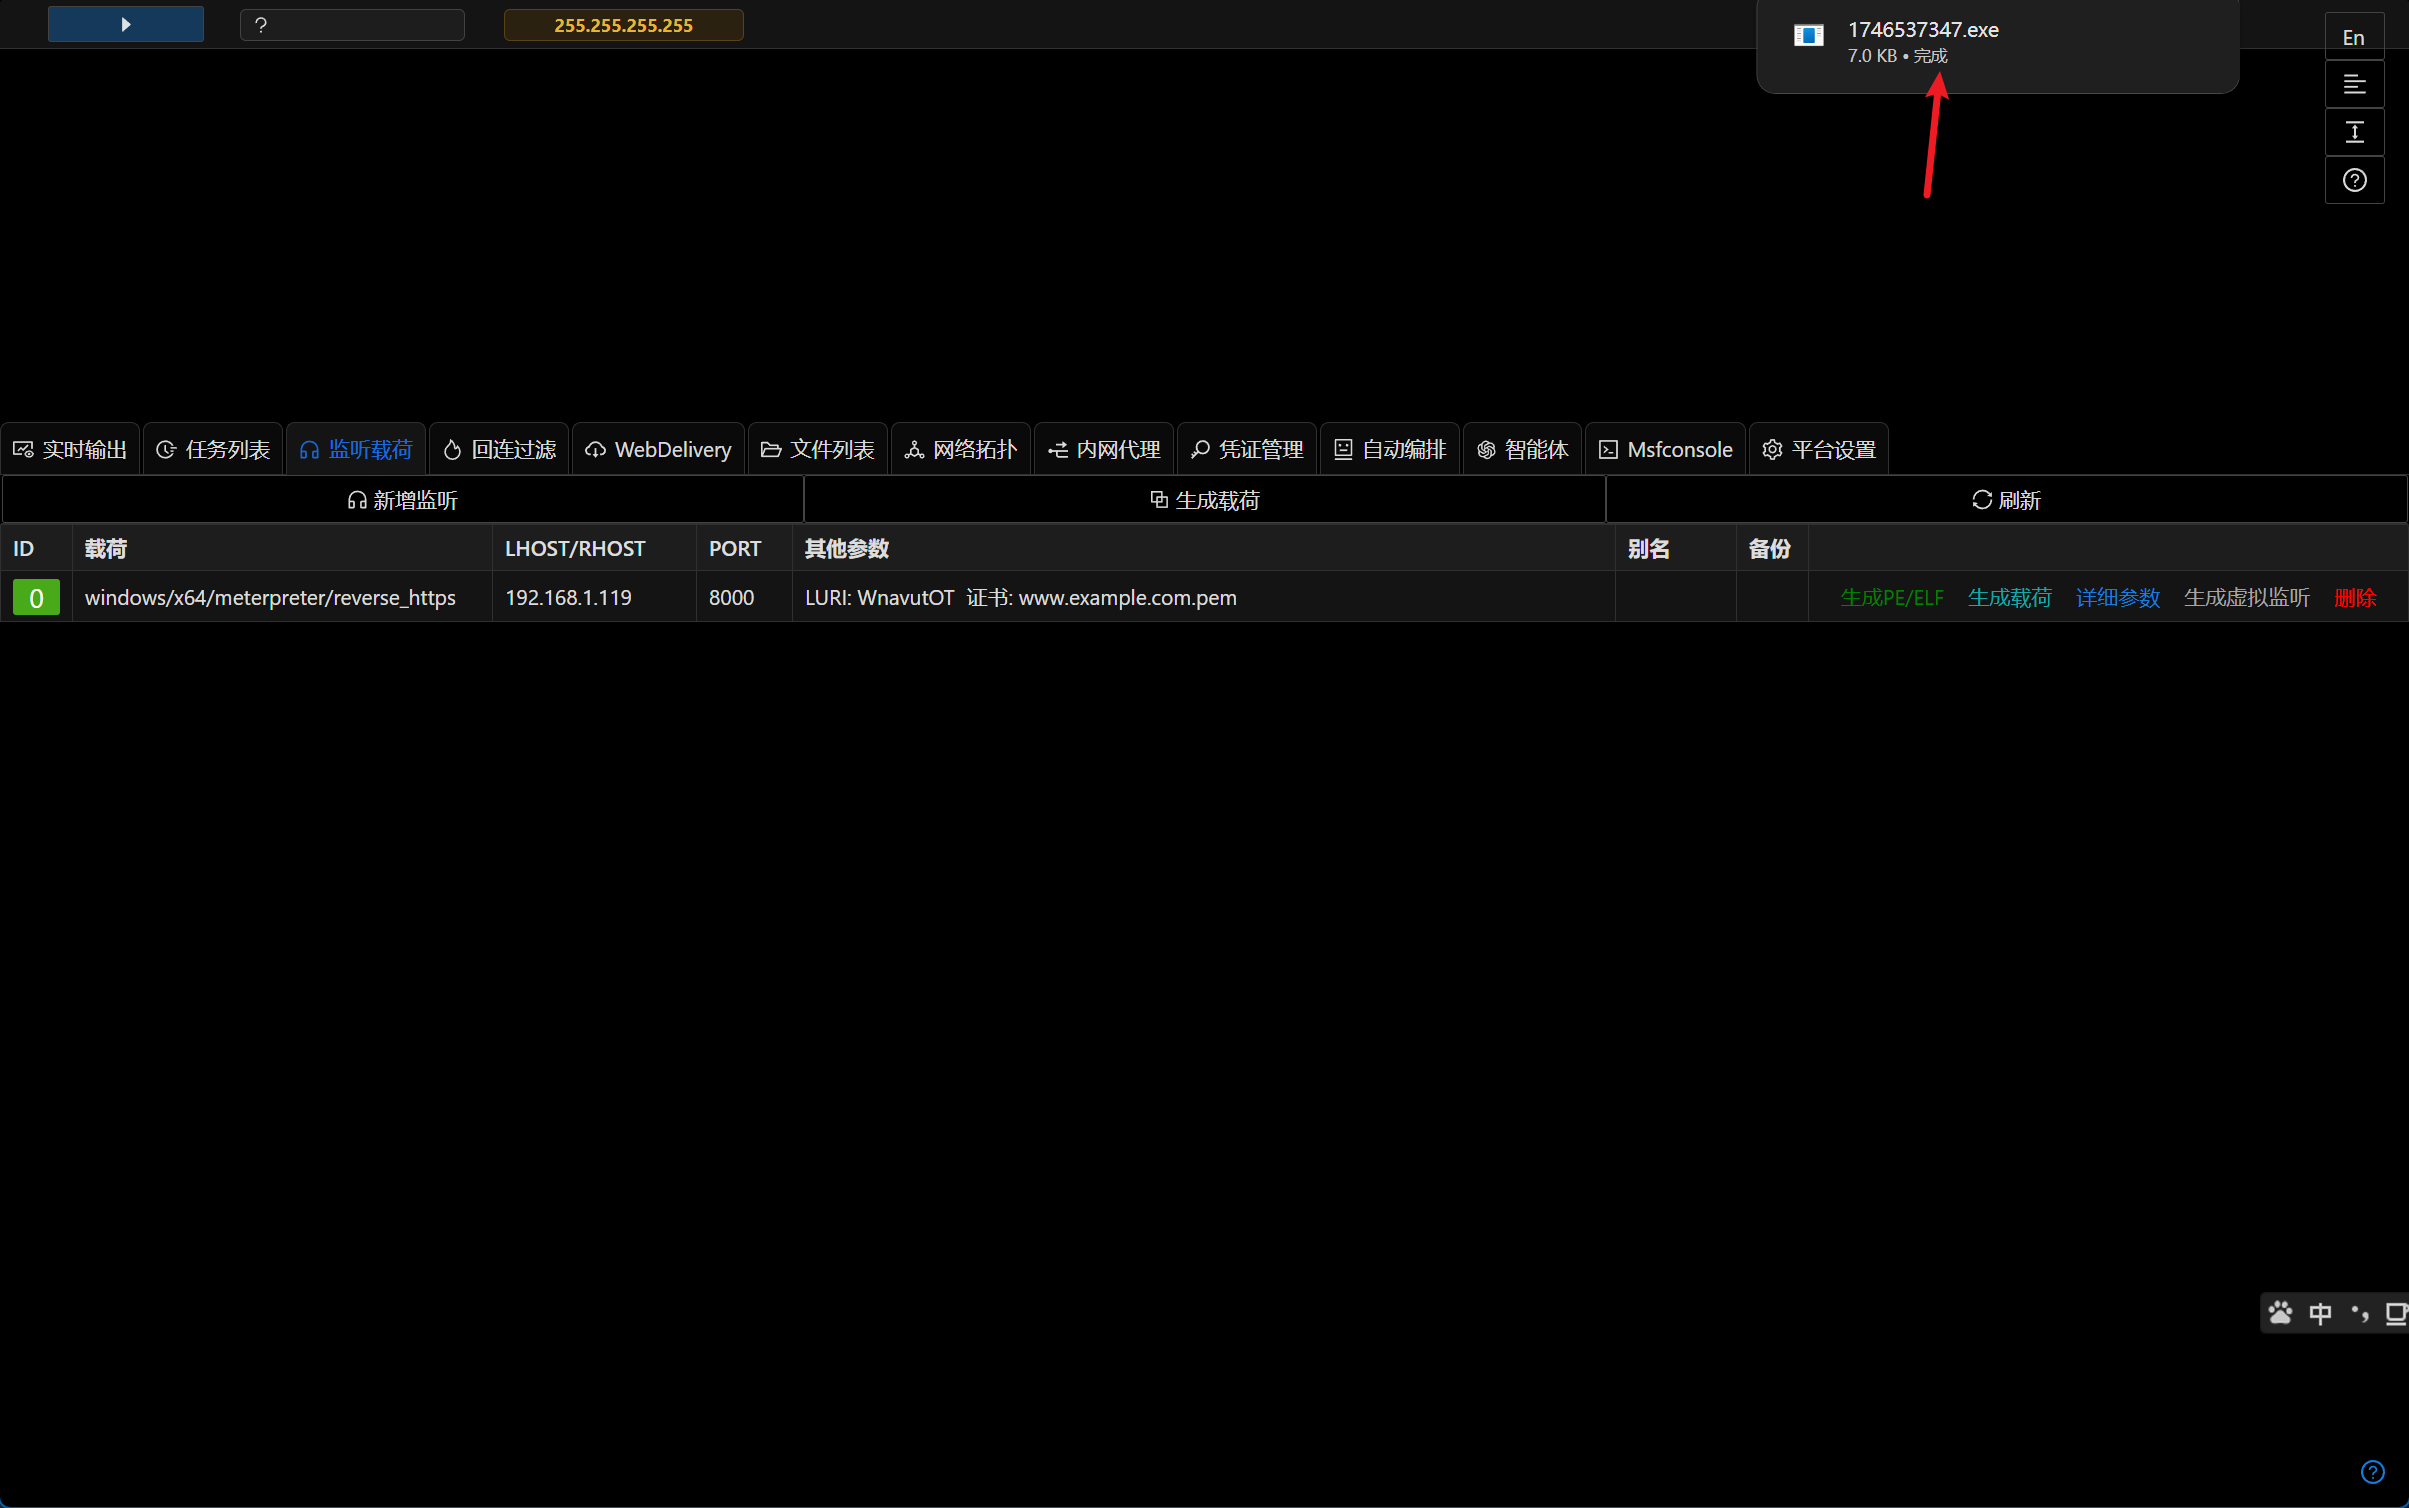 ?
255.255.255.255
1746537347.exe
7.0 KB • 完成
En
实时输出 任务列表 监听载荷 回连过滤 WebDelivery 文件列表 网络拓扑 内网代理 凭证管理 自动编排 智能体 Msfconsole 平台设置
新增监听 生成载荷 刷新
ID 载荷 LHOST/RHOST PORT 其他参数 别名 备份
0 windows/x64/meterpreter/reverse_https 192.168.1.119 8000 LURI: WnavutOT 证书: www.example.com.pem 生成PE/ELF 生成载荷 详细参数 生成虚拟监听 删除
中